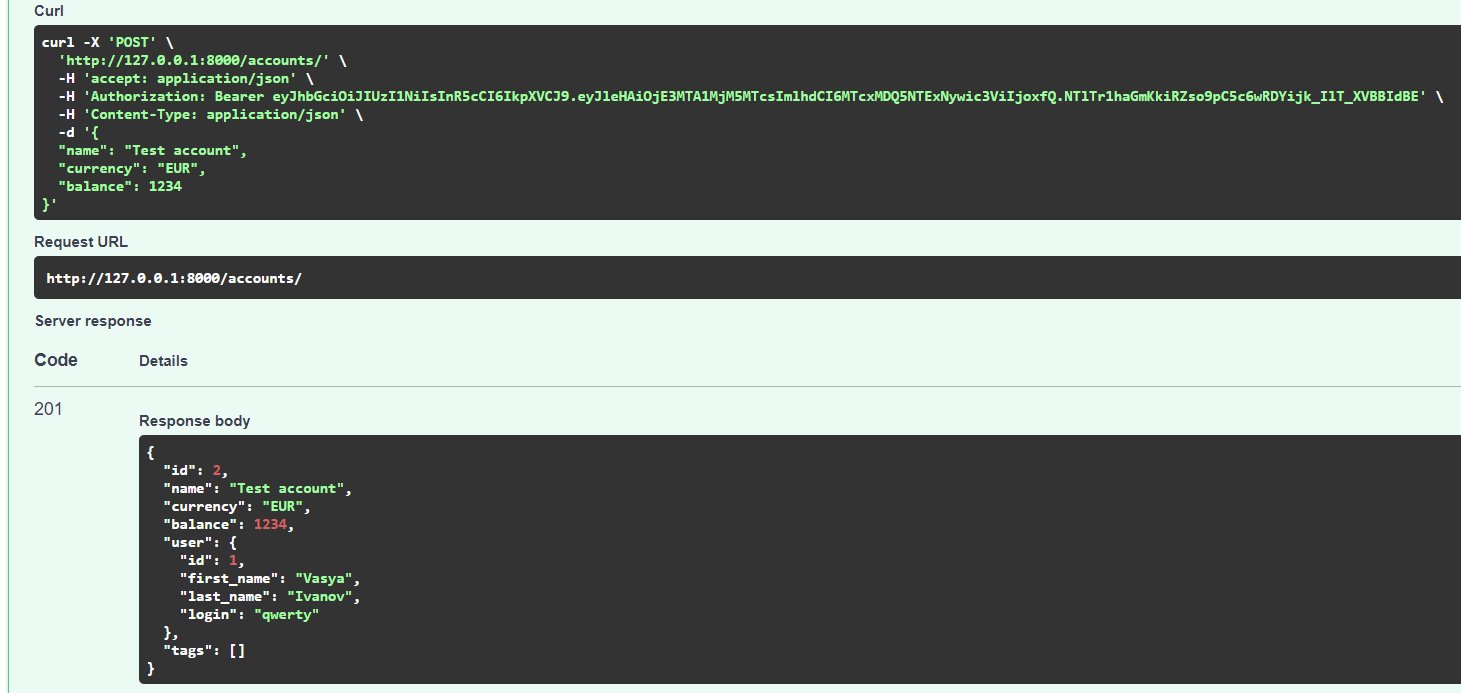 Curl
curl -X 'POST' \
  'http://127.0.0.1:8000/accounts/' \
  -H 'accept: application/json' \
  -H 'Authorization: Bearer eyJhbGciOiJIUzI1NiIsInR5cCI6IkpXVCJ9.eyJleHAiOjE3MTA1MjM5MTcsImlhdCI6MTcxMDQ5NTExNywic3ViIjoxfQ.NTlTr1haGmKkiRZso9pC5c6wRDYijk_IlT_XVBBIdBE' \
  -H 'Content-Type: application/json' \
  -d '{
  "name": "Test account",
  "currency": "EUR",
  "balance": 1234
}'
Request URL
http://127.0.0.1:8000/accounts/
Server response
Code Details
201
Response body
{
  "id": 2,
  "name": "Test account",
  "currency": "EUR",
  "balance": 1234,
  "user": {
    "id": 1,
    "first_name": "Vasya",
    "last_name": "Ivanov",
    "login": "qwerty"
  },
  "tags": []
}